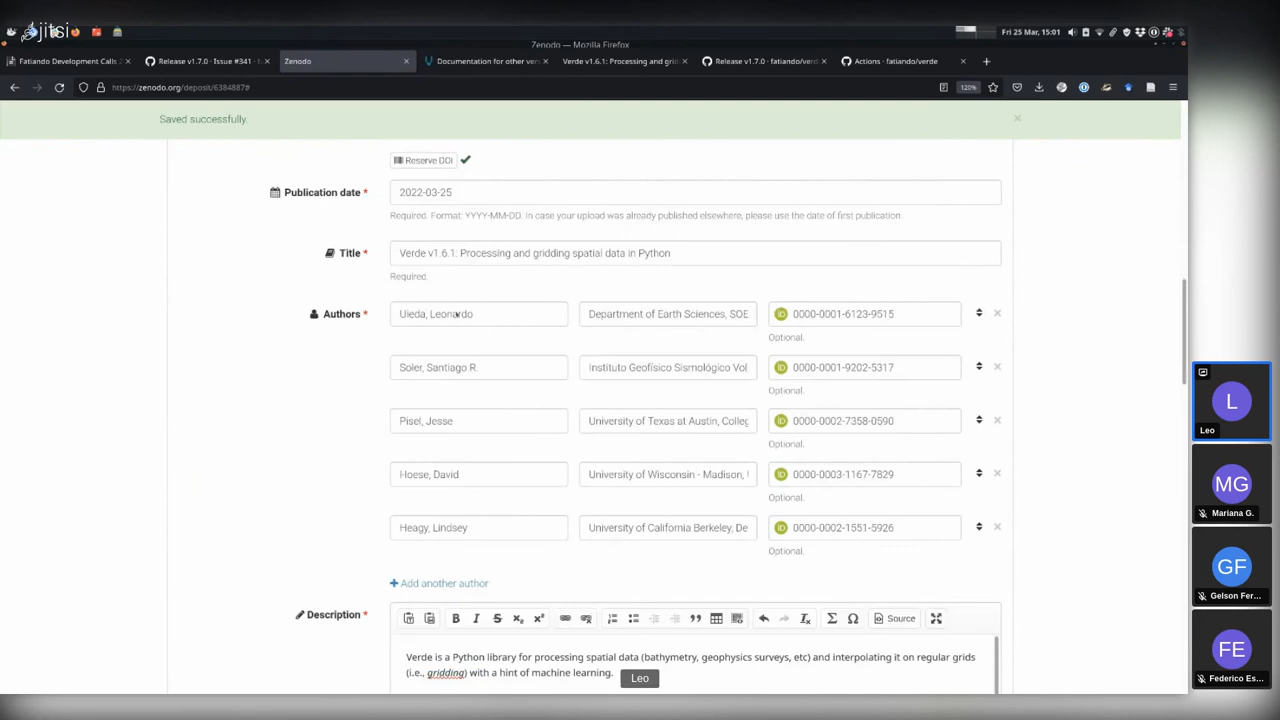 jitsi
Fri 25 Mar, 15:01
Zenodo — Mozilla Firefox
Fatiando Development Calls 2
Release v1.7.0 · Issue #341 ·
Zenodo
Documentation for other ver
Verde v1.6.1: Processing and grid
Release v1.7.0 · fatiando/verde
Actions · fatiando/verde
https://zenodo.org/deposit/6384887#
120%
Saved successfully.
Reserve DOI
Publication date *
2022-03-25
Required. Format: YYYY-MM-DD. In case your upload was already published elsewhere, please use the date of first publication.
Title *
Verde v1.6.1: Processing and gridding spatial data in Python
Required.
Authors *
Uieda, Leonardo
Department of Earth Sciences, SOE
0000-0001-6123-9515
Optional.
Soler, Santiago R.
Instituto Geofísico Sismológico Vol
0000-0001-9202-5317
Optional.
Pisel, Jesse
University of Texas at Austin, Colleg
0000-0002-7358-0590
Optional.
Hoese, David
University of Wisconsin - Madison,
0000-0003-1167-7829
Optional.
Heagy, Lindsey
University of California Berkeley, De
0000-0002-1551-5926
Optional.
Add another author
Description *
Source
Verde is a Python library for processing spatial data (bathymetry, geophysics surveys, etc) and interpolating it on regular grids
(i.e., gridding) with a hint of machine learning.
Leo
L
Leo
MG
Mariana G.
GF
Gelson Fer...
FE
Federico Es...